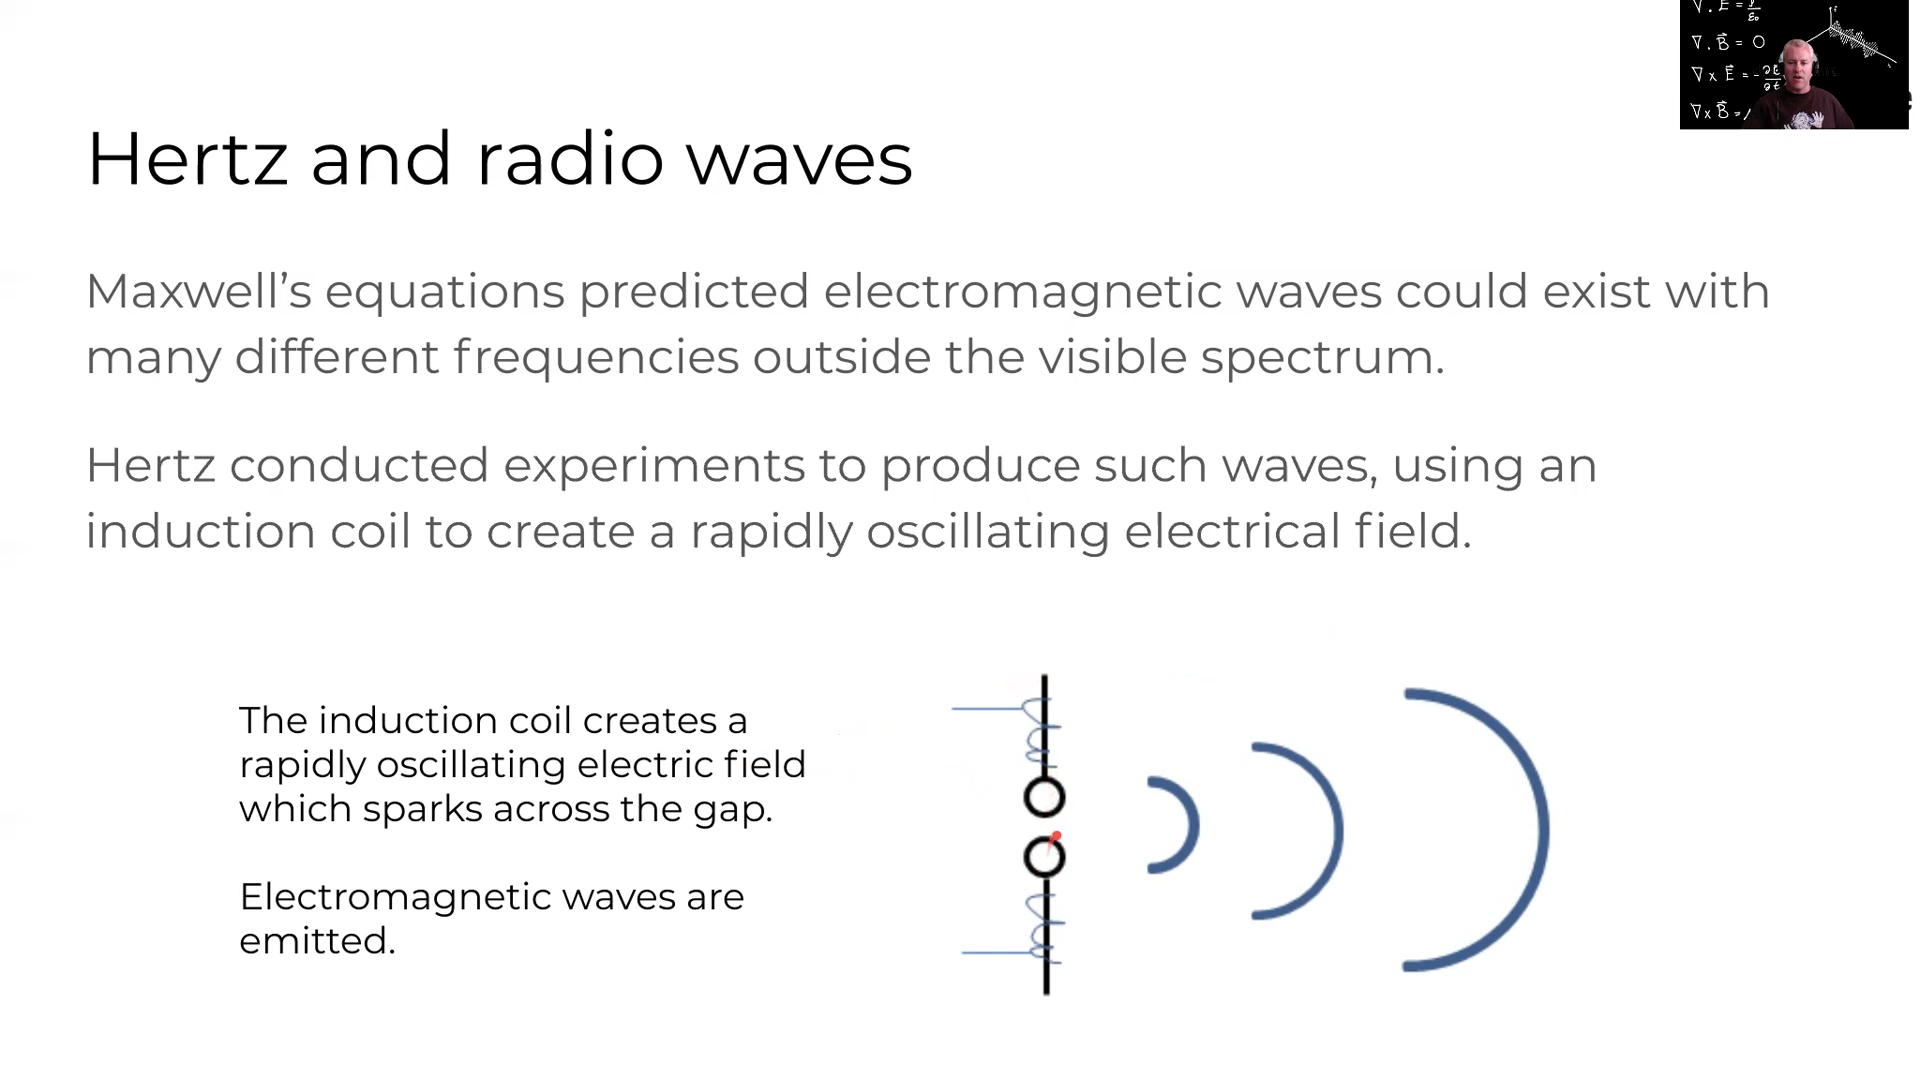 Hertz and radio waves
Maxwell's equations predicted electromagnetic waves could exist with
many different frequencies outside the visible spectrum.
Hertz conducted experiments to produce such waves, using an
induction coil to create a rapidly oscillating electrical field.
The induction coil creates a
rapidly oscillating electric field
which sparks across the gap.
Electromagnetic waves are
emitted.
∇ . B⃗ = 0
∇ x E⃗ = -
∇ x B⃗ =